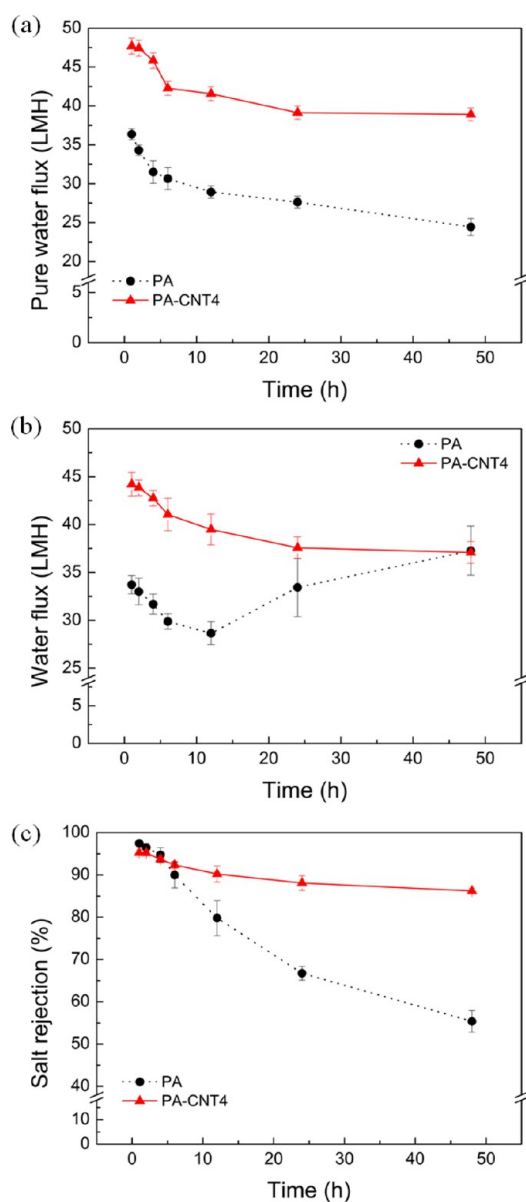 (a)
50
45
40
35
30
25
20
5
0
Pure water flux (LMH)
PA
PA-CNT4
0 10 20 30 40 50
Time (h)
(b)
50
45
40
35
30
25
5
0
Water flux (LMH)
PA
PA-CNT4
0 10 20 30 40 50
Time (h)
(c)
100
90
80
70
60
50
40
10
0
Salt rejection (%)
PA
PA-CNT4
0 10 20 30 40 50
Time (h)